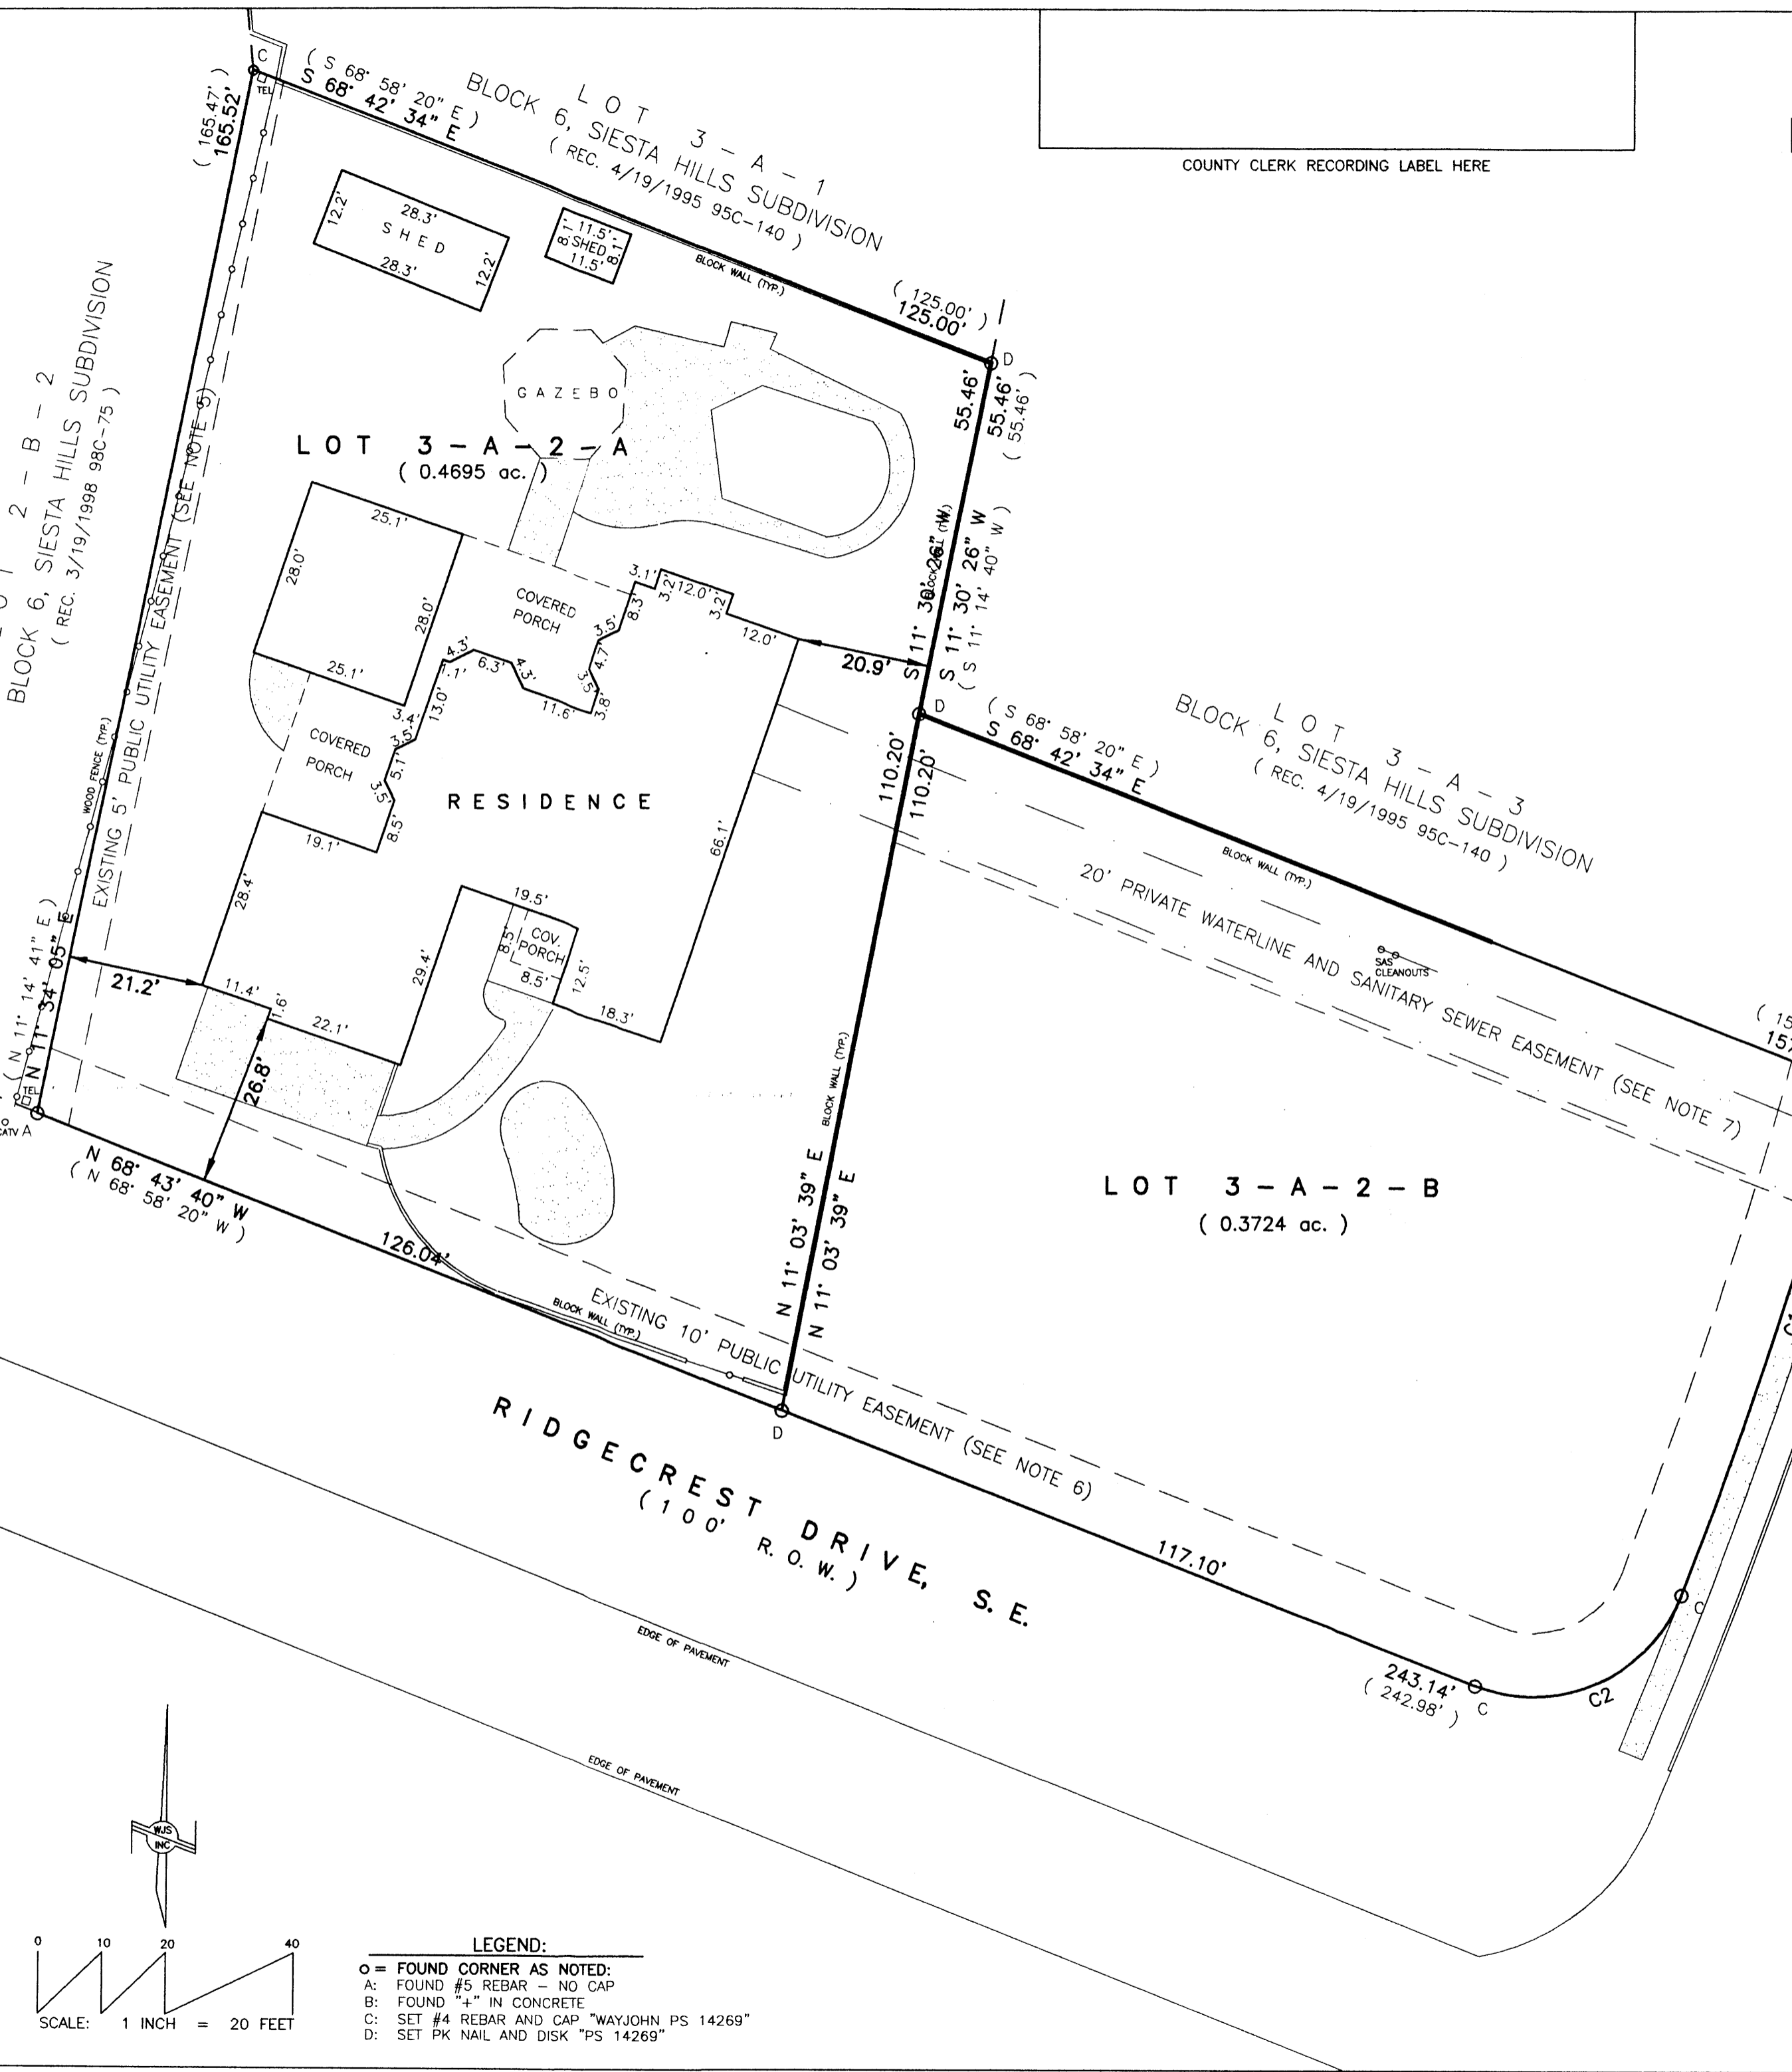 COUNTY CLERK RECORDING LABEL HERE
C
TEL
( S 68° 58' 20" E )
S 68° 42' 34" E
LOT 3-A-1
BLOCK 6, SIESTA HILLS SUBDIVISION
( REC. 4/19/1995 95C-140 )
( 165.47' )
165.52'
28.3'
12.2'
SHED
12.2'
28.3'
11.5'
8.1'
SHED
8.1'
11.5'
BLOCK WALL (TYP.)
( 125.00' )
125.00'
D
2-B-2
BLOCK 6, SIESTA HILLS SUBDIVISION
( REC. 3/19/1998 98C-75 )
GAZEBO
55.46'
55.46'
( 55.46' )
LOT 3-A-2-A
( 0.4695 ac. )
EXISTING 5' PUBLIC UTILITY EASEMENT (SEE NOTE 5)
WOOD FENCE (TYP.)
25.1'
28.0'
28.0'
25.1'
COVERED
PORCH
3.1'
3.2'
12.0'
3.2'
8.3'
12.0'
3.5'
4.7'
3.5'
3.8'
4.3'
1.1'
6.3'
4.3'
11.6'
13.0'
3.4'
3.5'
5.1'
3.5'
8.5'
COVERED
PORCH
19.1'
RESIDENCE
66.1'
20.9'
S 11° 30' 26" W
BLOCK WALL (TYP.)
S 11° 30' 26" W
( S 11° 14' 40" W )
D
( S 68° 58' 20" E )
S 68° 42' 34" E
LOT 3-A-3
BLOCK 6, SIESTA HILLS SUBDIVISION
( REC. 4/19/1995 95C-140 )
BLOCK WALL (TYP.)
110.20'
110.20'
20' PRIVATE WATERLINE AND SANITARY SEWER EASEMENT (SEE NOTE 7)
SAS
CLEANOUTS
28.4'
19.5'
8.5'
COV.
PORCH
8.5'
12.5'
29.4'
18.3'
21.2'
11.4'
1.6'
22.1'
26.8'
( N 11° 14' 41" E )
N 11° 34' 05" E
TEL
CATV
A
N 68° 43' 40" W
( N 68° 58' 20" W )
126.04'
BLOCK WALL (TYP.)
BLOCK WALL (TYP.)
N 11° 03' 39" E
N 11° 03' 39" E
LOT 3-A-2-B
( 0.3724 ac. )
EXISTING 10' PUBLIC UTILITY EASEMENT (SEE NOTE 6)
D
RIDGECREST DRIVE, S.E.
( 100' R.O.W. )
117.10'
243.14'
( 242.98' )
C
C2
C
EDGE OF PAVEMENT
EDGE OF PAVEMENT
WJS
INC
0 10 20 40
SCALE: 1 INCH = 20 FEET
LEGEND:
o = FOUND CORNER AS NOTED:
A: FOUND #5 REBAR – NO CAP
B: FOUND "+" IN CONCRETE
C: SET #4 REBAR AND CAP "WAYJOHN PS 14269"
D: SET PK NAIL AND DISK "PS 14269"